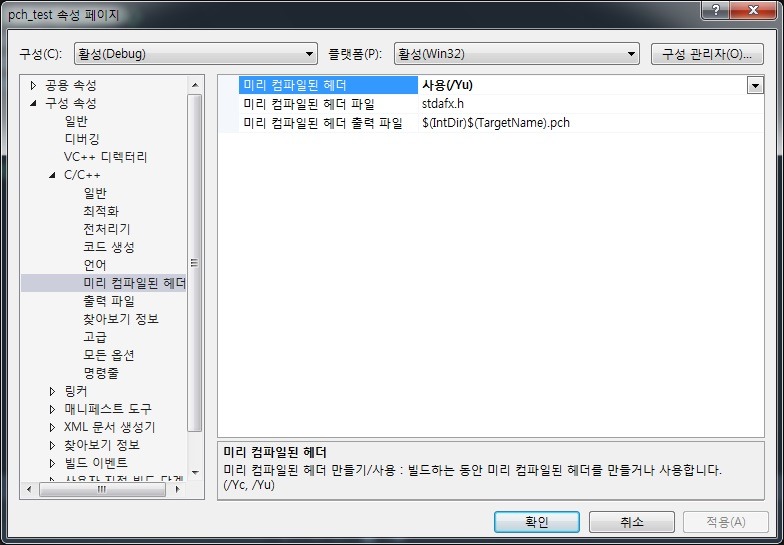 pch_test 속성 페이지
구성(C): 활성(Debug) 플랫폼(P): 활성(Win32) 구성 관리자(O)...
공용 속성
구성 속성
일반
디버깅
VC++ 디렉터리
C/C++
일반
최적화
전처리기
코드 생성
언어
미리 컴파일된 헤더
출력 파일
찾아보기 정보
고급
모든 옵션
명령줄
링커
매니페스트 도구
XML 문서 생성기
찾아보기 정보
빌드 이벤트
사용자 지정 빌드 단계
미리 컴파일된 헤더 사용(/Yu)
미리 컴파일된 헤더 파일 stdafx.h
미리 컴파일된 헤더 출력 파일 $(IntDir)$(TargetName).pch
미리 컴파일된 헤더
미리 컴파일된 헤더 만들기/사용 : 빌드하는 동안 미리 컴파일된 헤더를 만들거나 사용합니다.
(/Yc, /Yu)
확인 취소 적용(A)